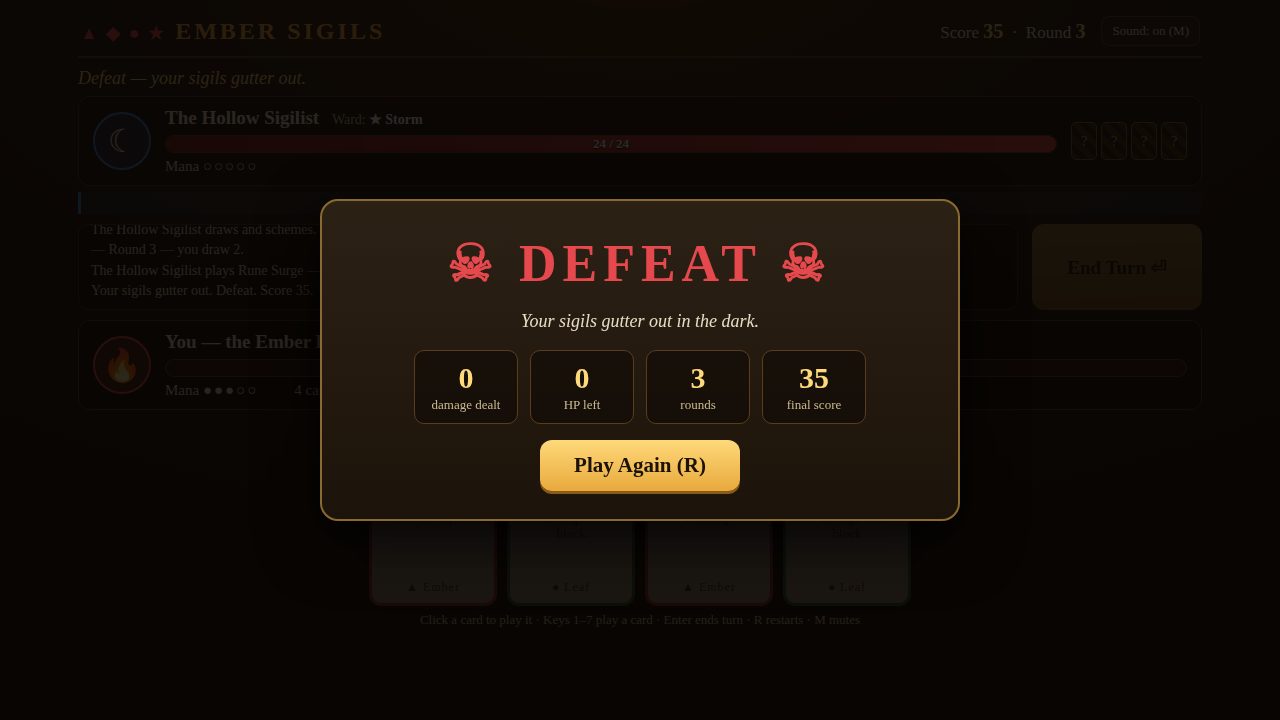 ▲ ◆ ● ★ EMBER SIGILS
Score 35 · Round 3
Sound: on (M)
Defeat — your sigils gutter out.
The Hollow Sigilist Ward: ★ Storm
24 / 24
Mana ○○○○○
? ? ? ?
The Hollow Sigilist draws and schemes.
— Round 3 — you draw 2.
The Hollow Sigilist plays Rune Surge —
Your sigils gutter out. Defeat. Score 35.
End Turn ⏎
You — the Ember
Mana ●●●○○ 4 ca
☠ DEFEAT ☠
Your sigils gutter out in the dark.
0
damage dealt
0
HP left
3
rounds
35
final score
Play Again (R)
block.
block.
▲ Ember
● Leaf
▲ Ember
● Leaf
Click a card to play it · Keys 1–7 play a card · Enter ends turn · R restarts · M mutes